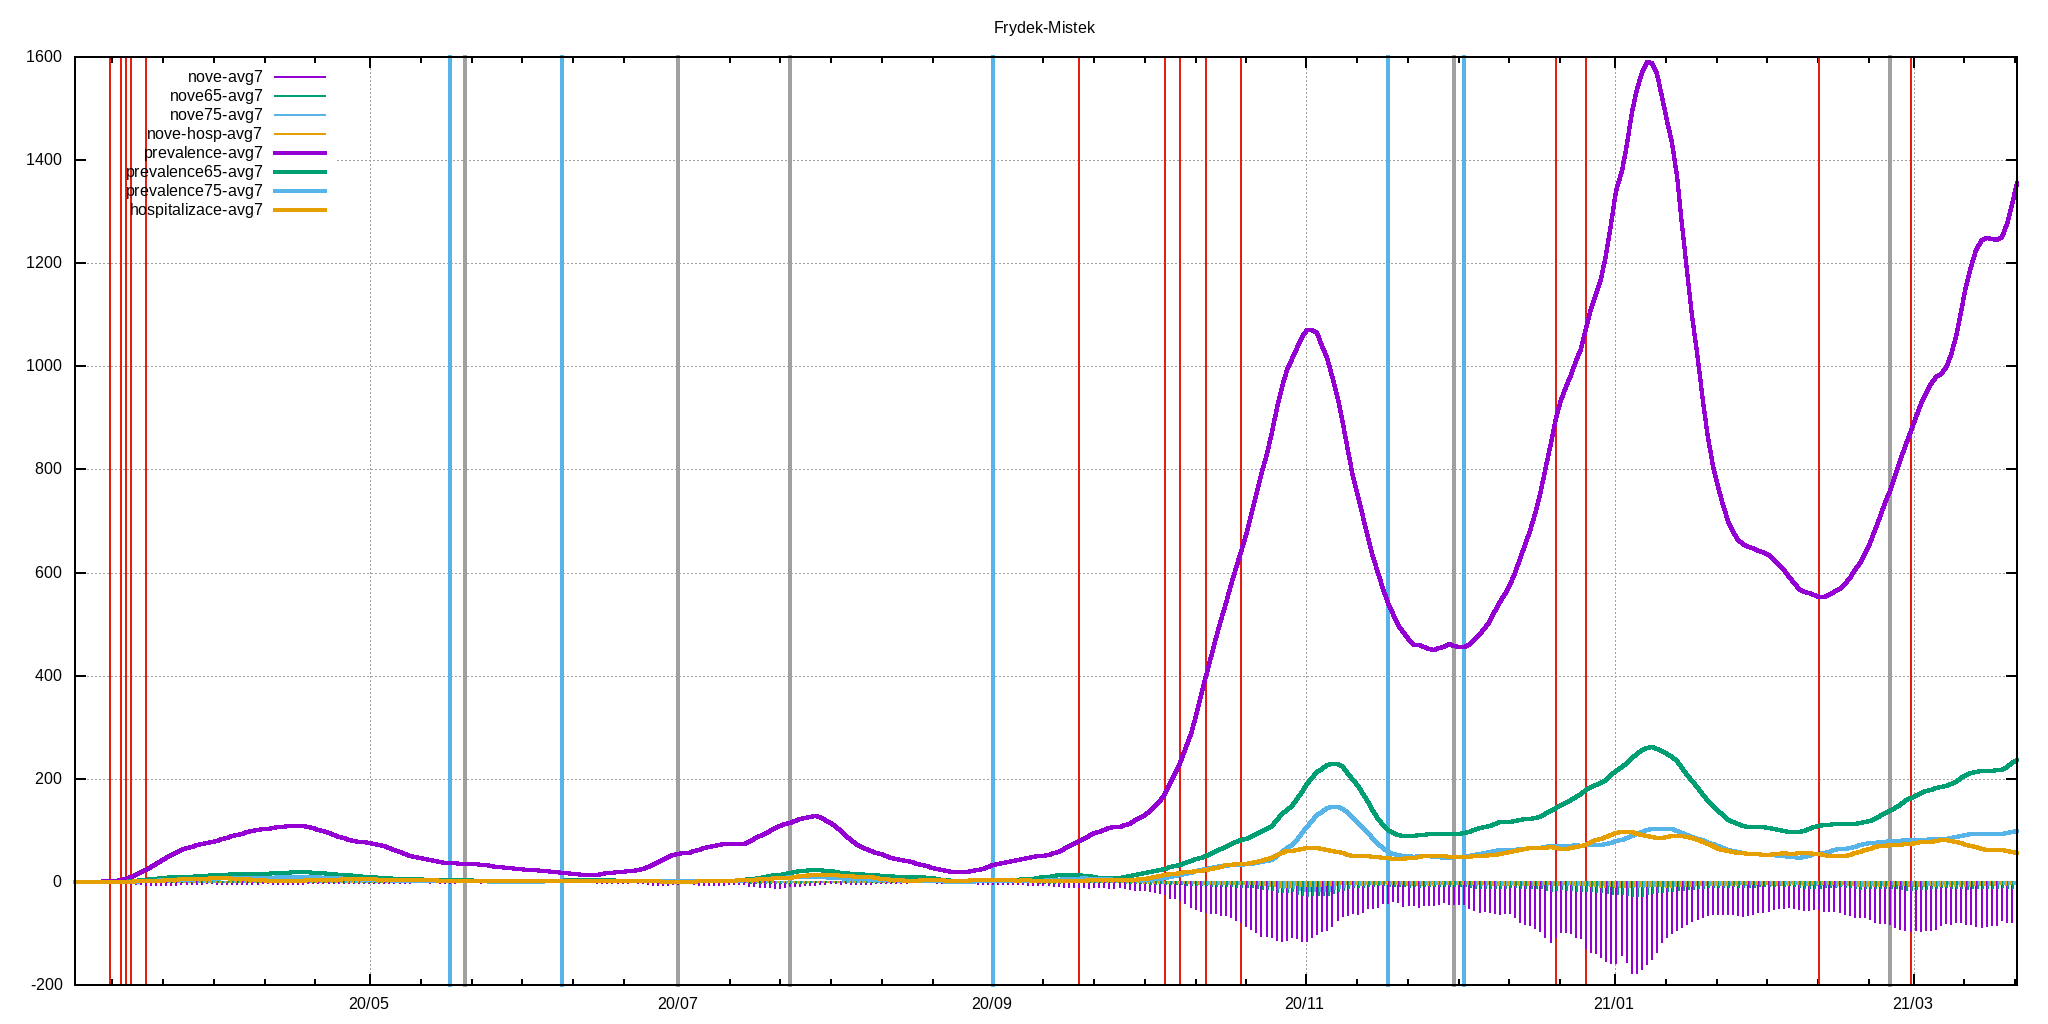 Frydek-Mistek
1600
1400
1200
1000
800
600
400
200
0
-200
nove-avg7
nove65-avg7
nove75-avg7
nove-hosp-avg7
prevalence-avg7
prevalence65-avg7
prevalence75-avg7
hospitalizace-avg7
20/05 20/07 20/09 20/11 21/01 21/03